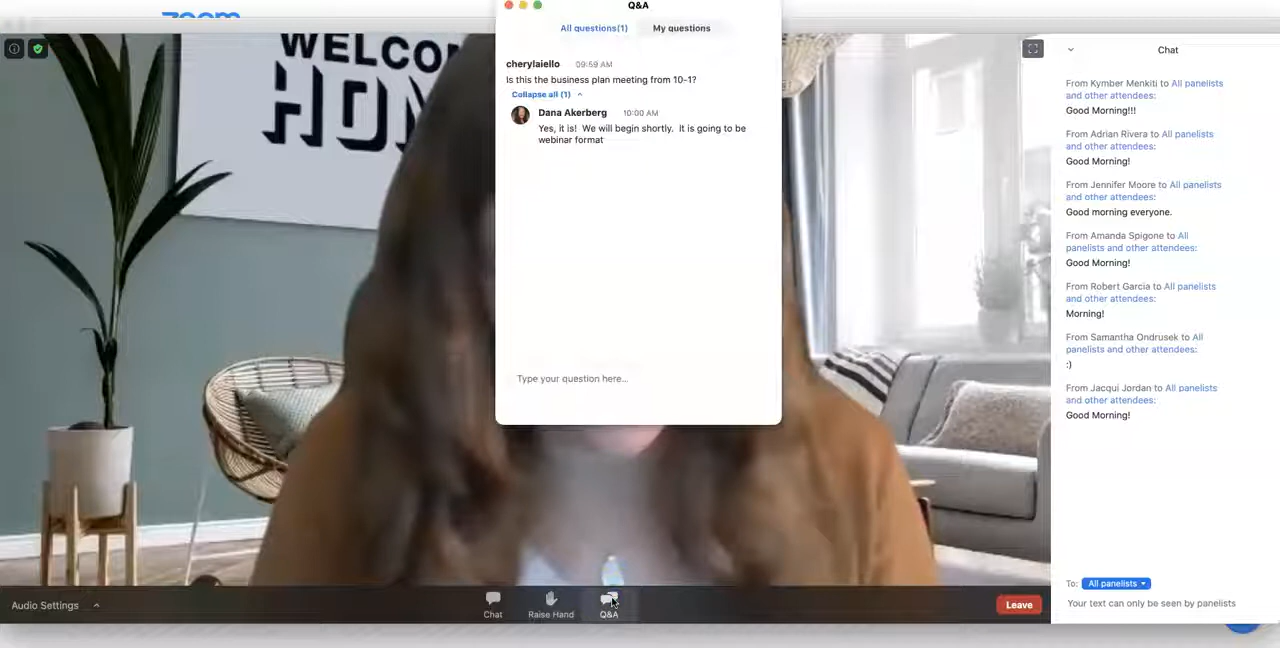 zoom
WELCO
HOM
Q&A
All questions(1)
My questions
cherylaiello 09:59 AM
Is this the business plan meeting from 10-1?
Collapse all (1)
Dana Akerberg 10:00 AM
Yes, it is! We will begin shortly. It is going to be
webinar format
Type your question here...
Chat
From Kymber Menkiti to All panelists
and other attendees:
Good Morning!!!
From Adrian Rivera to All panelists
and other attendees:
Good Morning!
From Jennifer Moore to All panelists
and other attendees:
Good morning everyone.
From Amanda Spigone to All
panelists and other attendees:
Good Morning!
From Robert Garcia to All panelists
and other attendees:
Morning!
From Samantha Ondrusek to All
panelists and other attendees:
:)
From Jacqui Jordan to All panelists
and other attendees:
Good Morning!
To: All panelists
Your text can only be seen by panelists
Audio Settings
Chat
Raise Hand
Q&A
Leave